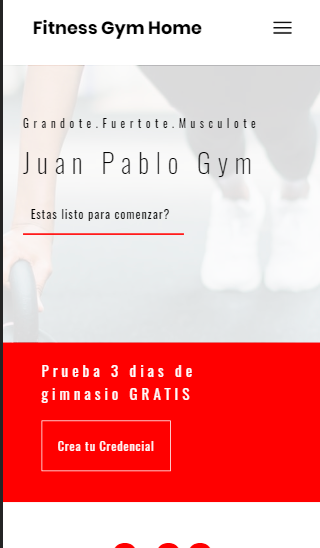 Fitness Gym Home
Grandote.Fuertote.Musculote
Juan Pablo Gym
Estas listo para comenzar?
Prueba 3 dias de
gimnasio GRATIS
Crea tu Credencial